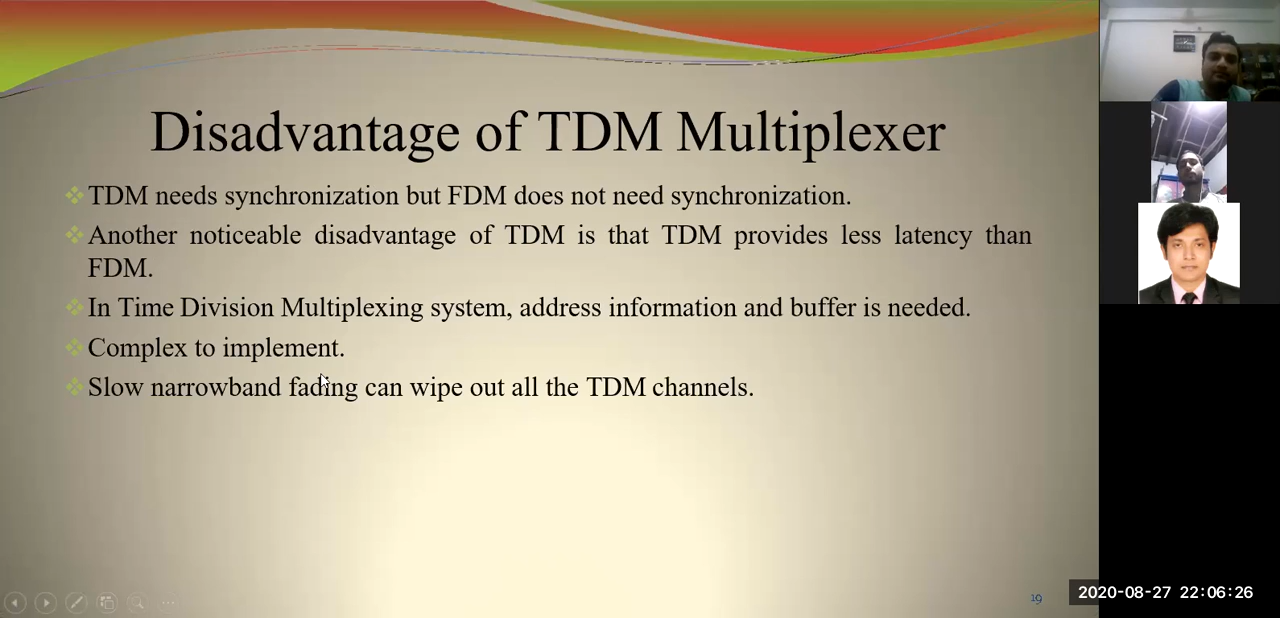 Disadvantage of TDM Multiplexer
TDM needs synchronization but FDM does not need synchronization.
Another noticeable disadvantage of TDM is that TDM provides less latency than
FDM.
In Time Division Multiplexing system, address information and buffer is needed.
Complex to implement.
Slow narrowband fading can wipe out all the TDM channels.
19
2020-08-27 22:06:26